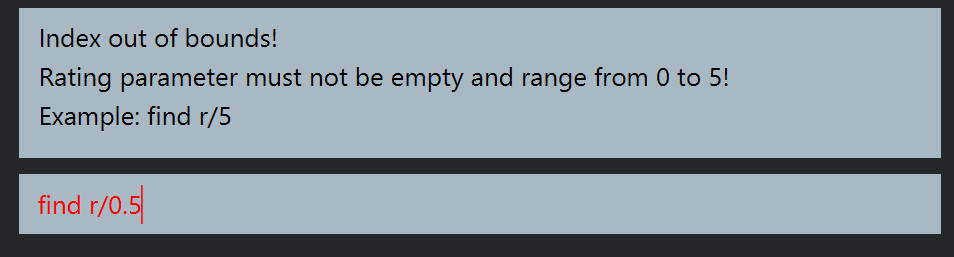 Index out of bounds!
Rating parameter must not be empty and range from 0 to 5!
Example: find r/5
find r/0.5